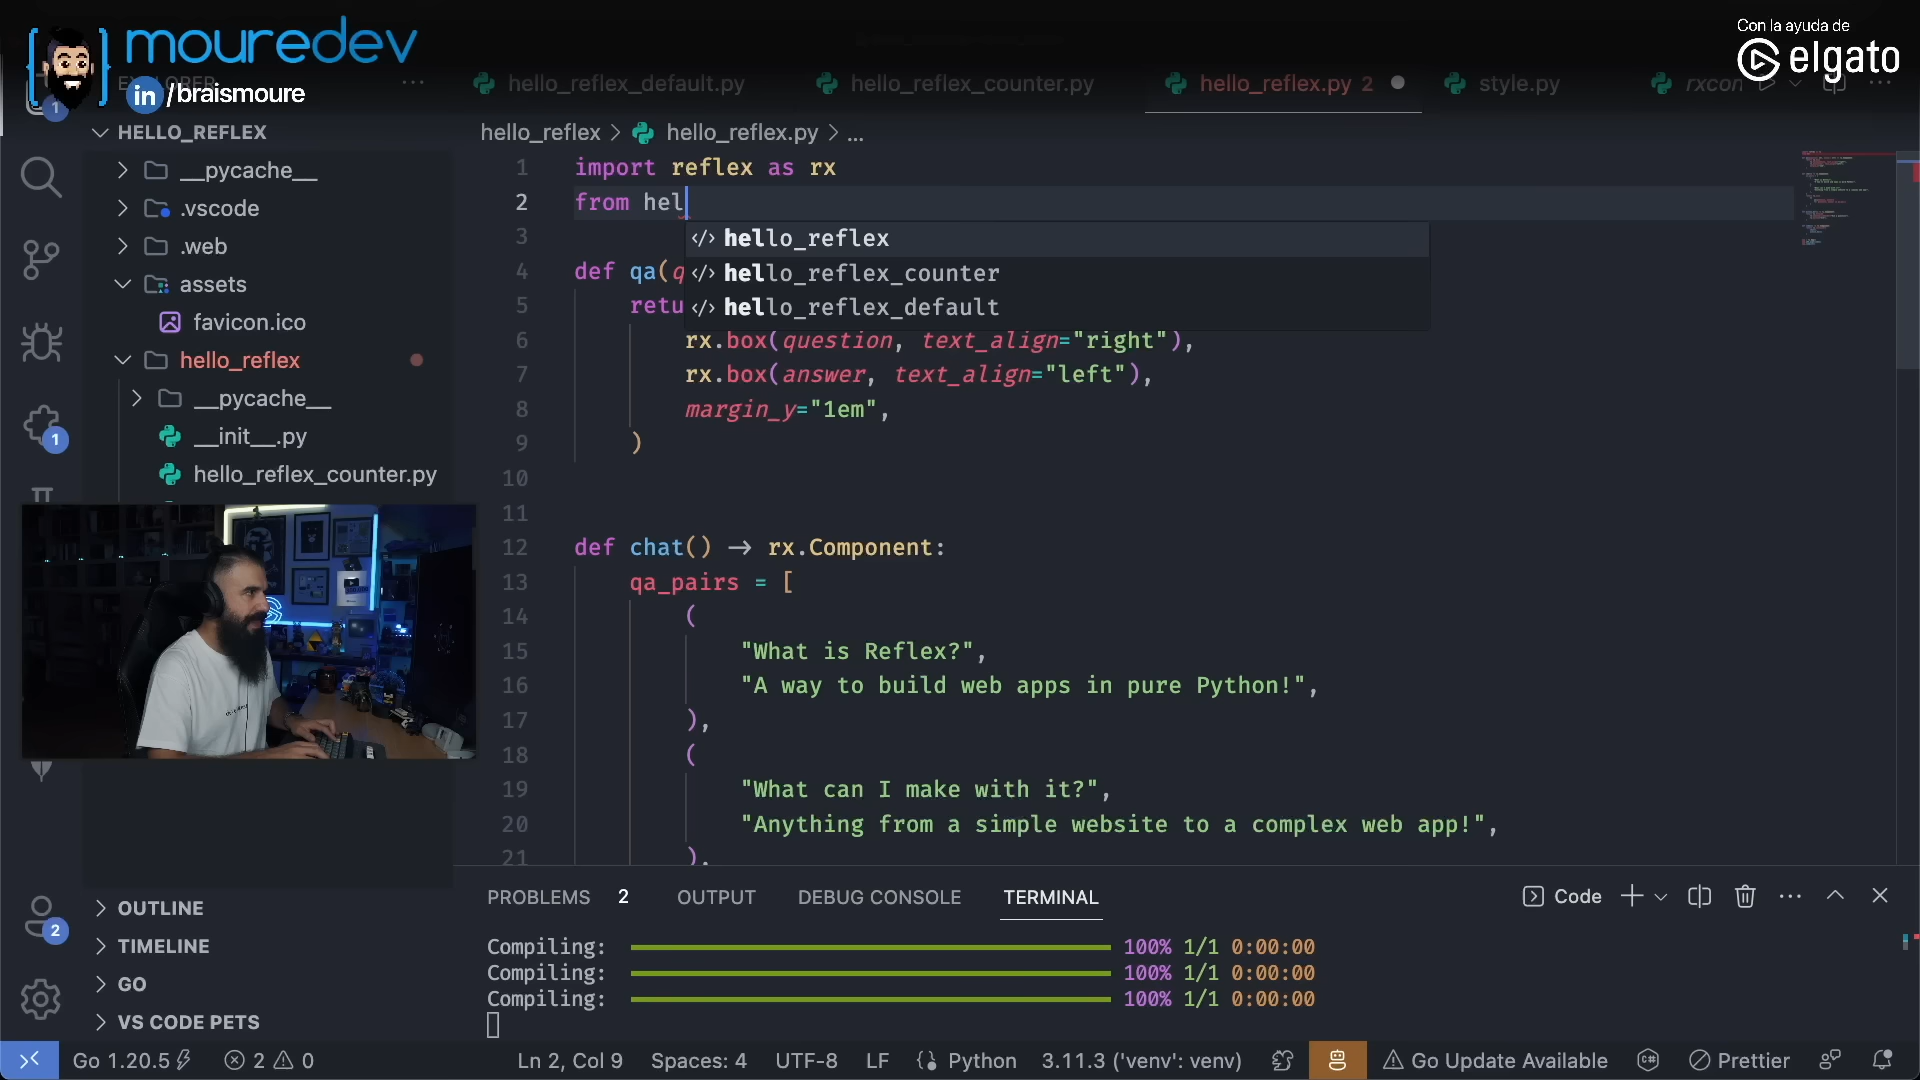 mouredev
in /braismoure
Con la ayuda de
elgato
EXPLORER
hello_reflex_default.py
hello_reflex_counter.py
hello_reflex.py 2
style.py
HELLO_REFLEX
__pycache__
.vscode
.web
assets
favicon.ico
hello_reflex
__pycache__
__init__.py
hello_reflex_counter.py
1
1
2
hello_reflex > hello_reflex.py > ...
1 import reflex as rx
2 from hel
hello_reflex
hello_reflex_counter
hello_reflex_default
3
4 def qa(q
5 retu
6 rx.box(question, text_align="right"),
7 rx.box(answer, text_align="left"),
8 margin_y="1em",
9 )
10
11
12 def chat() → rx.Component:
13 qa_pairs = [
14 (
15 "What is Reflex?",
16 "A way to build web apps in pure Python!",
17 ),
18 (
19 "What can I make with it?",
20 "Anything from a simple website to a complex web app!",
21 ),
OUTLINE
TIMELINE
GO
VS CODE PETS
PROBLEMS 2 OUTPUT DEBUG CONSOLE TERMINAL
Code
Compiling: 100% 1/1 0:00:00
Compiling: 100% 1/1 0:00:00
Compiling: 100% 1/1 0:00:00
Go 1.20.5 2 0 Ln 2, Col 9 Spaces: 4 UTF-8 LF Python 3.11.3 ('venv': venv) Go Update Available Prettier